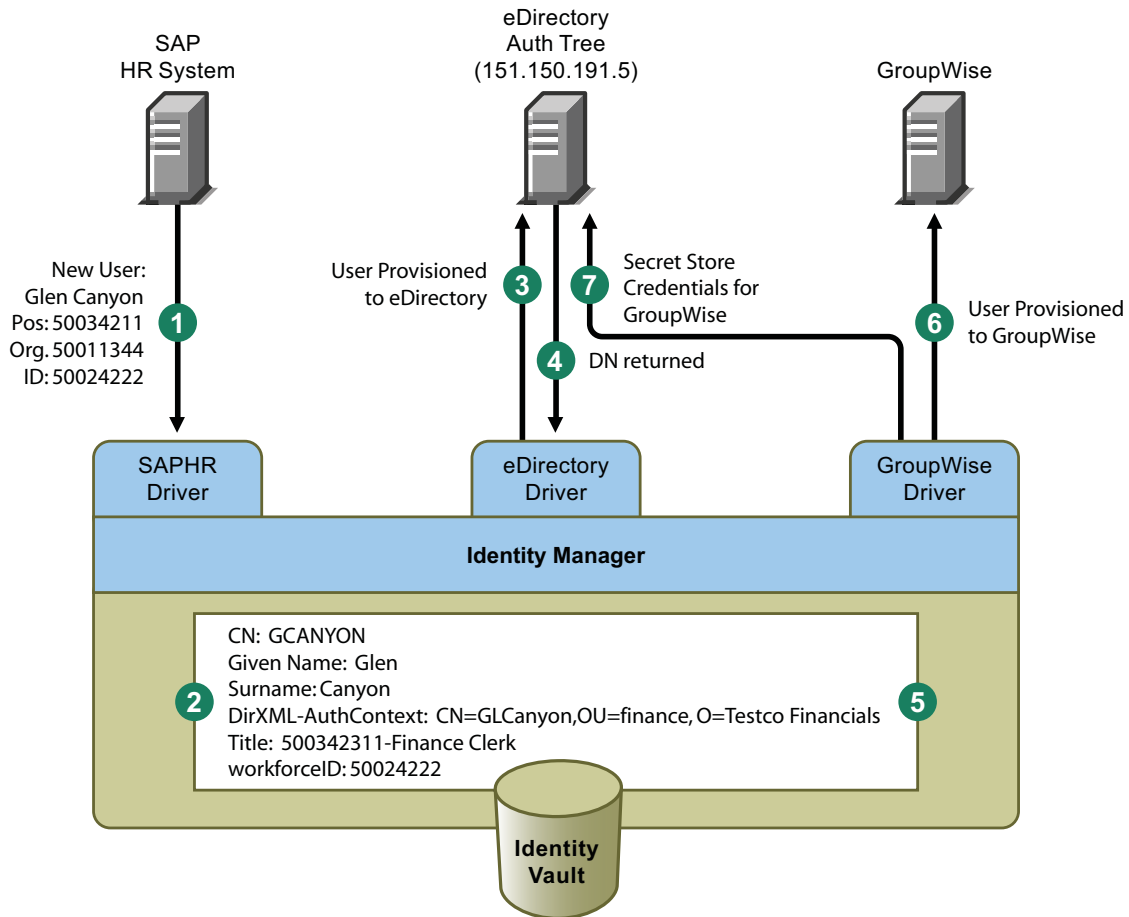 SAP
HR System
eDirectory
Auth Tree
(151.150.191.5)
GroupWise
New User:
Glen Canyon
Pos: 50034211
Org. 50011344
ID: 50024222
1
User Provisioned
to eDirectory
3
4
DN returned
7
Secret Store
Credentials for
GroupWise
6
User Provisioned
to GroupWise
SAPHR
Driver
eDirectory
Driver
GroupWise
Driver
Identity Manager
2
CN: GCANYON
Given Name: Glen
Surname: Canyon
DirXML-AuthContext: CN=GLCanyon,OU=finance, O=Testco Financials
Title: 500342311-Finance Clerk
workforceID: 50024222
5
Identity
Vault